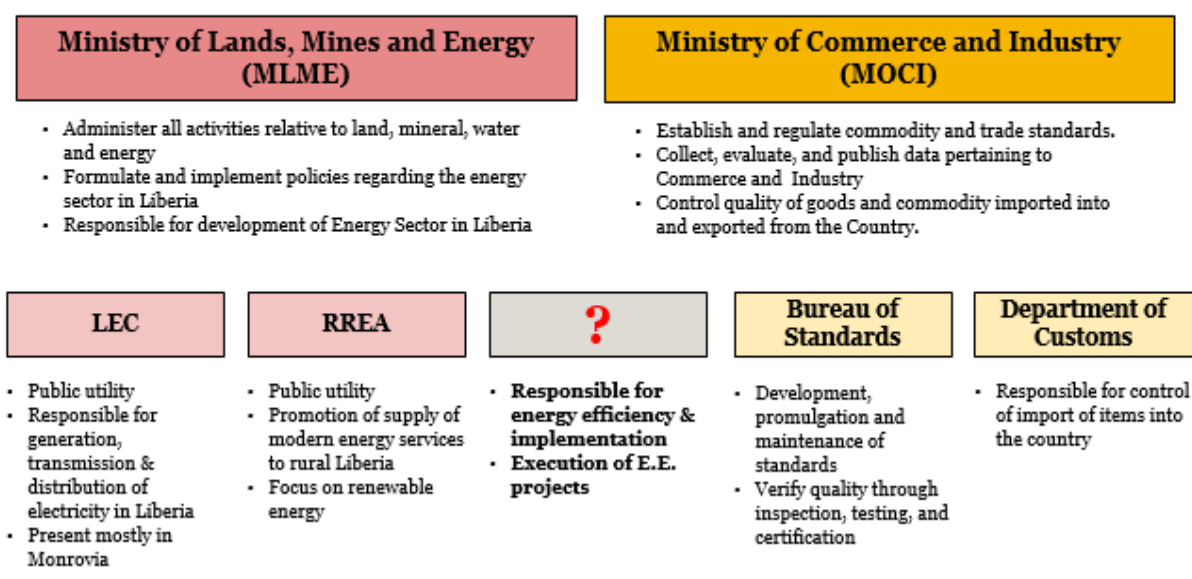 Ministry of Lands, Mines and Energy
(MLME)
Ministry of Commerce and Industry
(MOCI)
▪ Administer all activities relative to land, mineral, water
and energy
▪ Formulate and implement policies regarding the energy
sector in Liberia
▪ Responsible for development of Energy Sector in Liberia
▪ Establish and regulate commodity and trade standards.
▪ Collect, evaluate, and publish data pertaining to
Commerce and Industry
▪ Control quality of goods and commodity imported into
and exported from the Country.
LEC
▪ Public utility
▪ Responsible for
generation,
transmission &
distribution of
electricity in Liberia
▪ Present mostly in
Monrovia
RREA
▪ Public utility
▪ Promotion of supply of
modern energy services
to rural Liberia
▪ Focus on renewable
energy
?
▪ Responsible for
energy efficiency &
implementation
▪ Execution of E.E.
projects
Bureau of
Standards
▪ Development,
promulgation and
maintenance of
standards
▪ Verify quality through
inspection, testing, and
certification
Department of
Customs
▪ Responsible for control
of import of items into
the country